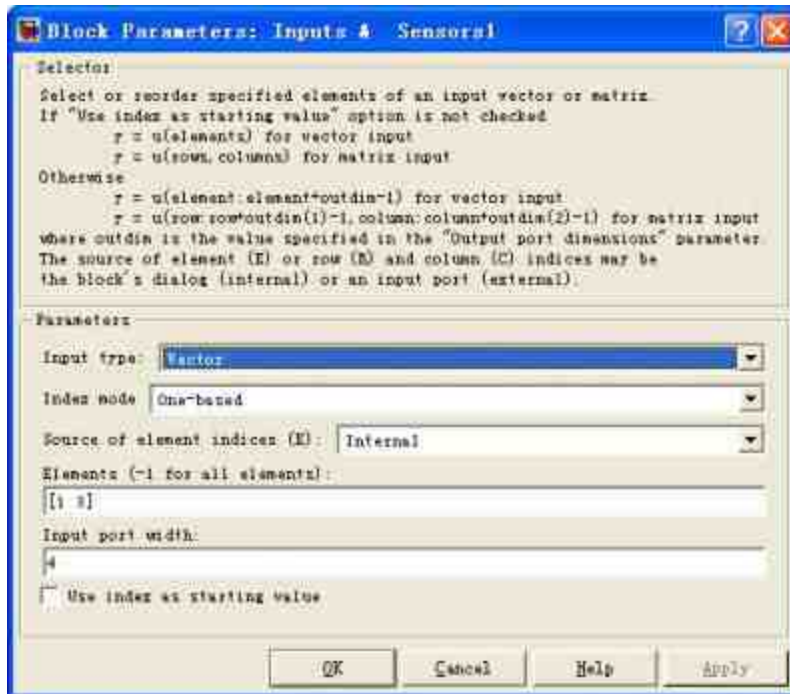 Block Parameters: Inputs & Sensors1
Selector
Select or reorder specified elements of an input vector or matrix.
If "Use index as starting value" option is not checked
y = u(elements) for vector input
y = u(rows,columns) for matrix input
Otherwise
y = u(element:element+outdim-1) for vector input
y = u(row:row+outdim(1)-1,column:column+outdim(2)-1) for matrix input
where outdim is the value specified in the "Output port dimensions" parameter.
The source of element (E) or row (R) and column (C) indices may be
the block's dialog (internal) or an input port (external).
Parameters
Input type: Vector
Index mode One-based
Source of element indices (E): Internal
Elements (-1 for all elements):
[1 3]
Input port width:
4
Use index as starting value
OK Cancel Help Apply